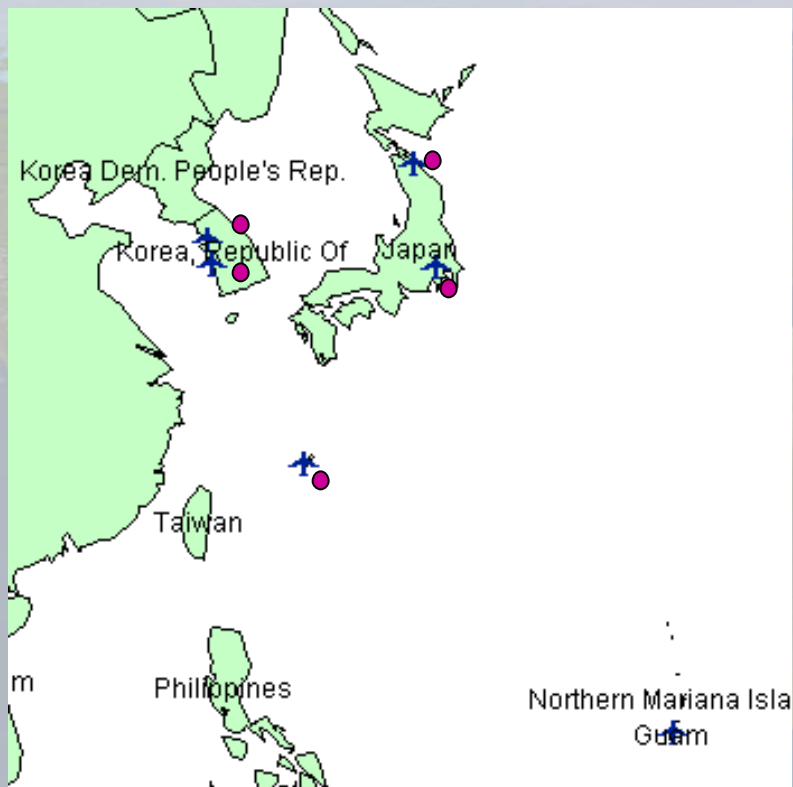 Korea Dem. People's Rep.
Korea, Republic Of
Japan
Taiwan
m
Philippines
Northern Mariana Isla
Guam